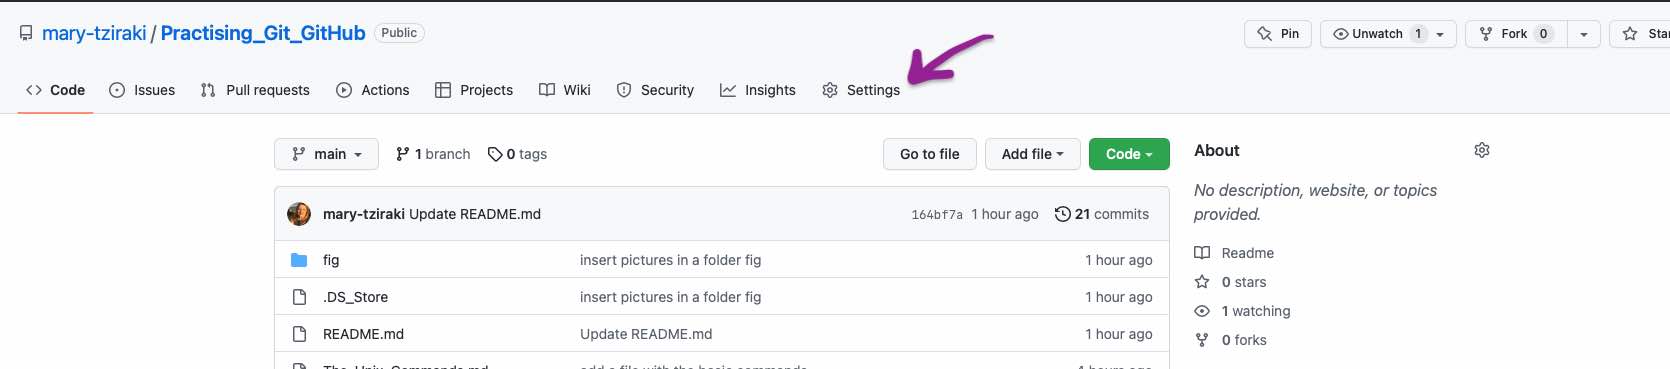 mary-tziraki / Practising_Git_GitHub Public
Pin Unwatch 1 Fork 0
Code Issues Pull requests Actions Projects Wiki Security Insights Settings
main 1 branch 0 tags Go to file Add file Code
mary-tziraki Update README.md 164bf7a 1 hour ago 21 commits
fig insert pictures in a folder fig 1 hour ago
.DS_Store insert pictures in a folder fig 1 hour ago
README.md Update README.md 1 hour ago
About
No description, website, or topics
provided.
Readme
0 stars
1 watching
0 forks